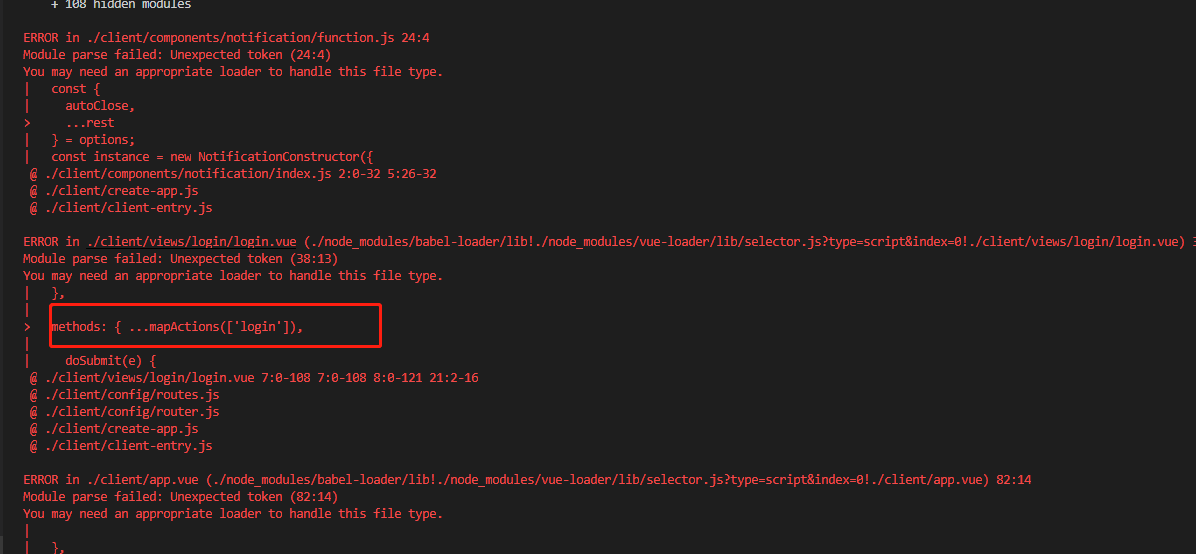 + 108 hidden modules
ERROR in ./client/components/notification/function.js 24:4
Module parse failed: Unexpected token (24:4)
You may need an appropriate loader to handle this file type.
|   const {
|     autoClose,
>     ...rest
|   } = options;
|   const instance = new NotificationConstructor({
@ ./client/components/notification/index.js 2:0-32 5:26-32
@ ./client/create-app.js
@ ./client/client-entry.js
ERROR in ./client/views/login/login.vue (./node_modules/babel-loader/lib!./node_modules/vue-loader/lib/selector.js?type=script&index=0!./client/views/login/login.vue)
Module parse failed: Unexpected token (38:13)
You may need an appropriate loader to handle this file type.
|   },
|
>   methods: { ...mapActions(['login']),
|
|     doSubmit(e) {
@ ./client/views/login/login.vue 7:0-108 7:0-108 8:0-121 21:2-16
@ ./client/config/routes.js
@ ./client/config/router.js
@ ./client/create-app.js
@ ./client/client-entry.js
ERROR in ./client/app.vue (./node_modules/babel-loader/lib!./node_modules/vue-loader/lib/selector.js?type=script&index=0!./client/app.vue) 82:14
Module parse failed: Unexpected token (82:14)
You may need an appropriate loader to handle this file type.
|
|   },